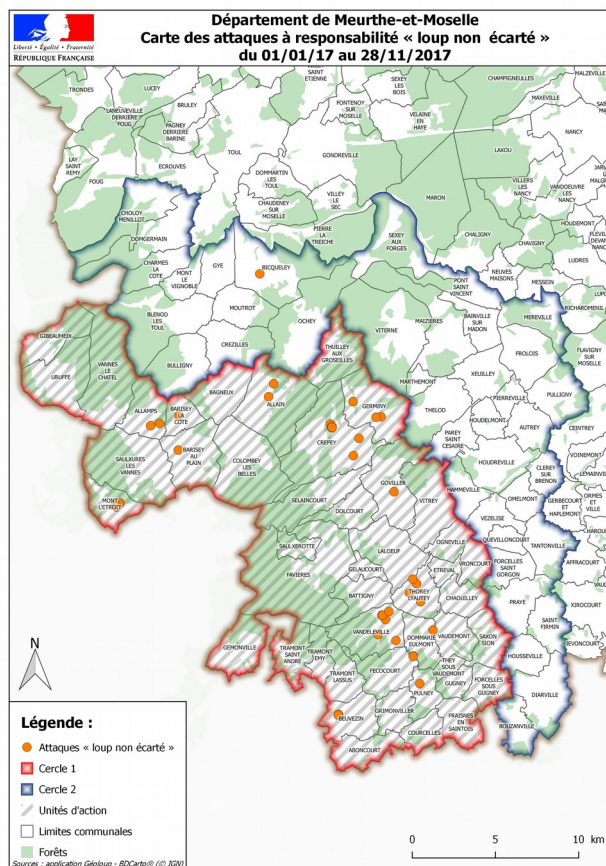 Liberté • Égalité • Fraternité
RÉPUBLIQUE FRANÇAISE
Département de Meurthe-et-Moselle
Carte des attaques à responsabilité « loup non écarté »
du 01/01/17 au 28/11/2017
TRONDES
LUCEY
LANEUVEVILLE
DERRIERE
FOUG
BRULEY
PAGNEY
DERRIERE
BARINE
SAINT
ETIENNE
SEXEY
LES
BOIS
CHAMPIGNEULLES
MALZEVILLE
FONTENOY
SUR
MOSELLE
VELAINE
EN
HAYE
MAXEVILLE
NANCY
LAY
SAINT
REMY
FOUG
ECROUVES
TOUL
GONDREVILLE
LAXOU
DOMMARTIN
LES
TOUL
CHAUDENEY
SUR
MOSELLE
VILLEY
LE
SEC
MARON
VILLERS
LES
NANCY
VANDOEUVRE
LES
NANCY
HOUDEMONT
CHOLOY
MENILLOT
DOMGERMAIN
PIERRE
LA
TREICHE
SEXEY
AUX
FORGES
CHALIGNY
CHAVIGNY
LUDRES
CHARMES
LA
COTE
MONT
LE
VIGNOBLE
GYE
BICQUELEY
NEUVES
MAISONS
MESSEIN
PONT
SAINT
VINCENT
RICHARDMENIL
BLENOD
LES
TOUL
MOUTROT
OCHEY
MAIZIERES
BAINVILLE
SUR
MADON
MEREVILLE
GIBEAUMEIX
CREZILLES
VITERNE
FROLOIS
FLAVIGNY
SUR
MOSELLE
BULLIGNY
THUILLEY
AUX
GROSEILLES
XEUILLEY
URUFFE
VANNES
LE
CHATEL
BAGNEUX
MARTHEMONT
THELOD
PIERREVILLE
PULLIGNY
ALLAMPS
BARISEY
LA
COTE
ALLAIN
GERMINY
HOUDELMONT
AUTREY
CEINTREY
CREPEY
PAREY
SAINT
CESAIRE
VOINEMONT
SAULXURES
LES
VANNES
BARISEY
AU
PLAIN
COLOMBEY
LES
BELLES
HOUDREVILLE
CLEREY
SUR
BRENON
GOVILLER
HAMMEVILLE
OMELMONT
GERBECOURT
ET
HAPLEMONT
ORMES
ET
VILLE
MONT
L'ETROIT
SELAINCOURT
VITREY
VEZELISE
DOLCOURT
OGNEVILLE
QUEVILLONCOURT
TANTONVILLE
SAULXEROTTE
LALOEUF
VRONCOURT
FORCELLES
SAINT
GORGON
AFFRACOURT
FAVIERES
GELAUCOURT
ETREVAL
BATTIGNY
THOREY
LYAUTEY
CHAOUILLEY
PRAYE
XIROCOURT
SAINT
FIRMIN
VANDELEVILLE
DOMMARIE
EULMONT
VAUDEMONT
SAXON
SION
HOUSSEVILLE
GEMONVILLE
TRAMONT
SAINT
ANDRE
TRAMONT
EMY
TRAMONT
LASSUS
FECOCOURT
THEY
SOUS
VAUDEMONT
GUGNEY
FORCELLES
SOUS
GUGNEY
DIARVILLE
PULNEY
BEUVEZIN
GRIMONVILLER
FRAISNES
EN
SAINTOIS
BOUZANVILLE
COURCELLES
ABONCOURT
N
Légende :
Attaques « loup non écarté »
Cercle 1
Cercle 2
Unités d'action
Limites communales
Forêts
Sources : application Géoloup - BDCarto® (© IGN)
0 5 10 km